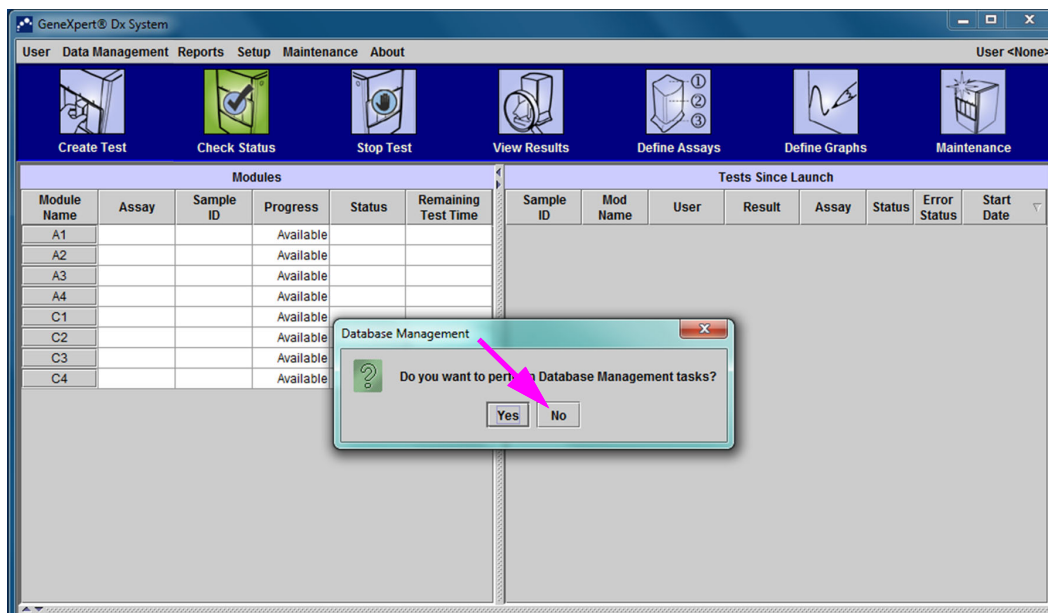 GeneXpert® Dx System
User Data Management Reports Setup Maintenance About User <None>
Create Test Check Status Stop Test View Results Define Assays Define Graphs Maintenance
① 
②
③
Modules Tests Since Launch
Module Name Assay Sample ID Progress Status Remaining Test Time Sample ID Mod Name User Result Assay Status Error Status Start Date
A1 Available
A2 Available
A3 Available
A4 Available
C1 Available
C2 Available
C3 Available
C4 Available
Database Management
Do you want to perform Database Management tasks?
Yes No